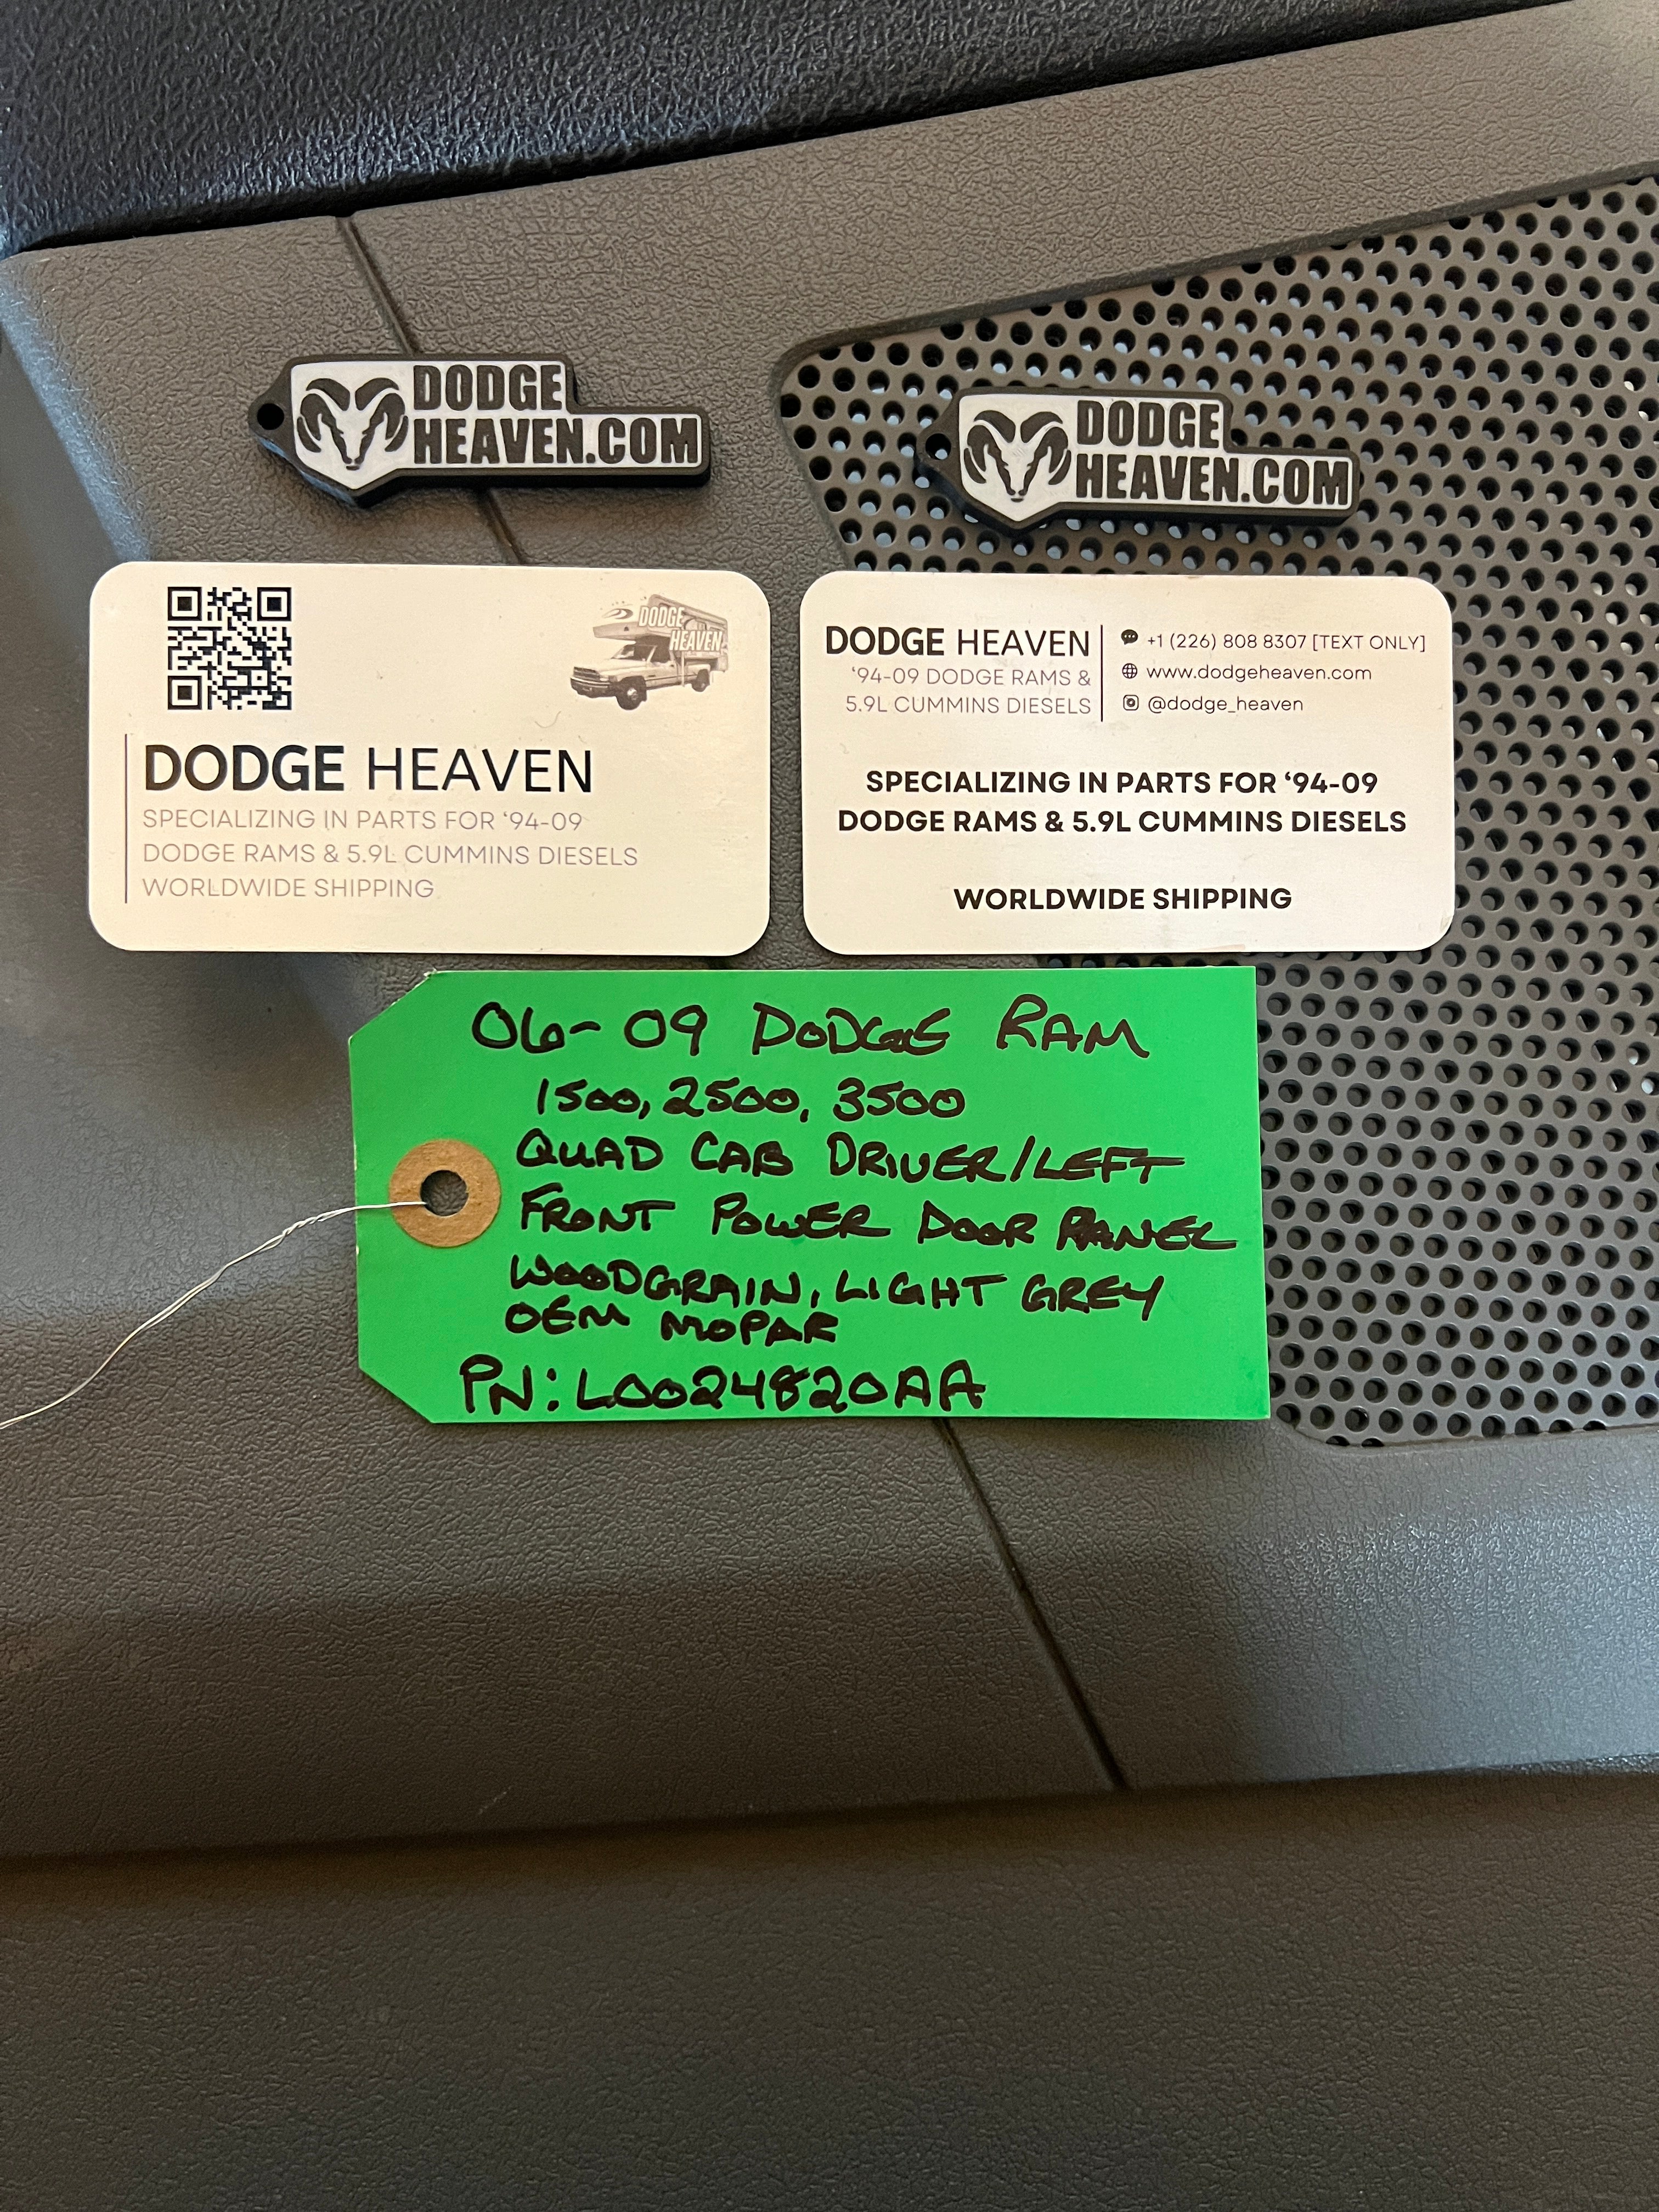 DODGE
HEAVEN.COM
DODGE
HEAVEN.COM
DODGE
HEAVEN
DODGE HEAVEN
SPECIALIZING IN PARTS FOR ‘94-09
DODGE RAMS & 5.9L CUMMINS DIESELS
WORLDWIDE SHIPPING
DODGE HEAVEN
‘94-09 DODGE RAMS &
5.9L CUMMINS DIESELS
+1 (226) 808 8307 [TEXT ONLY]
www.dodgeheaven.com
@dodge_heaven
SPECIALIZING IN PARTS FOR ‘94-09
DODGE RAMS & 5.9L CUMMINS DIESELS
WORLDWIDE SHIPPING
06-09 DODGE RAM
1500, 2500, 3500
QUAD CAB DRIVER/LEFT
FRONT POWER DOOR PANEL
WOODGRAIN, LIGHT GREY
OEM MOPAR
PN: L0024820AA